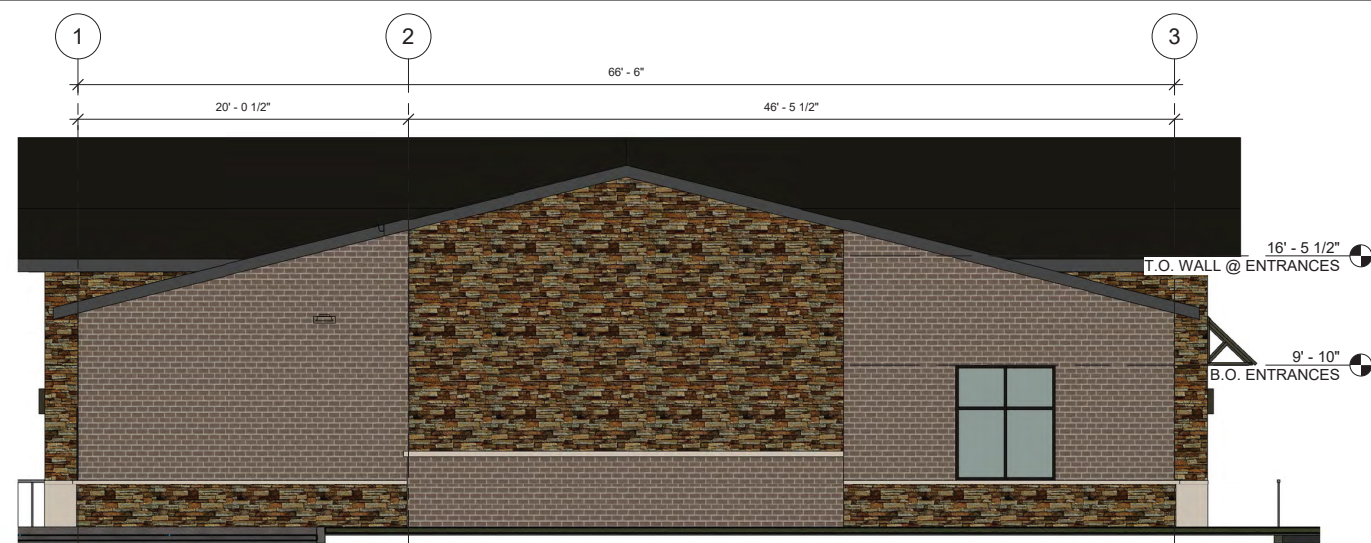 1
2
3
66' - 6"
20' - 0 1/2"
46' - 5 1/2"
16' - 5 1/2"
T.O. WALL @ ENTRANCES
9' - 10"
B.O. ENTRANCES